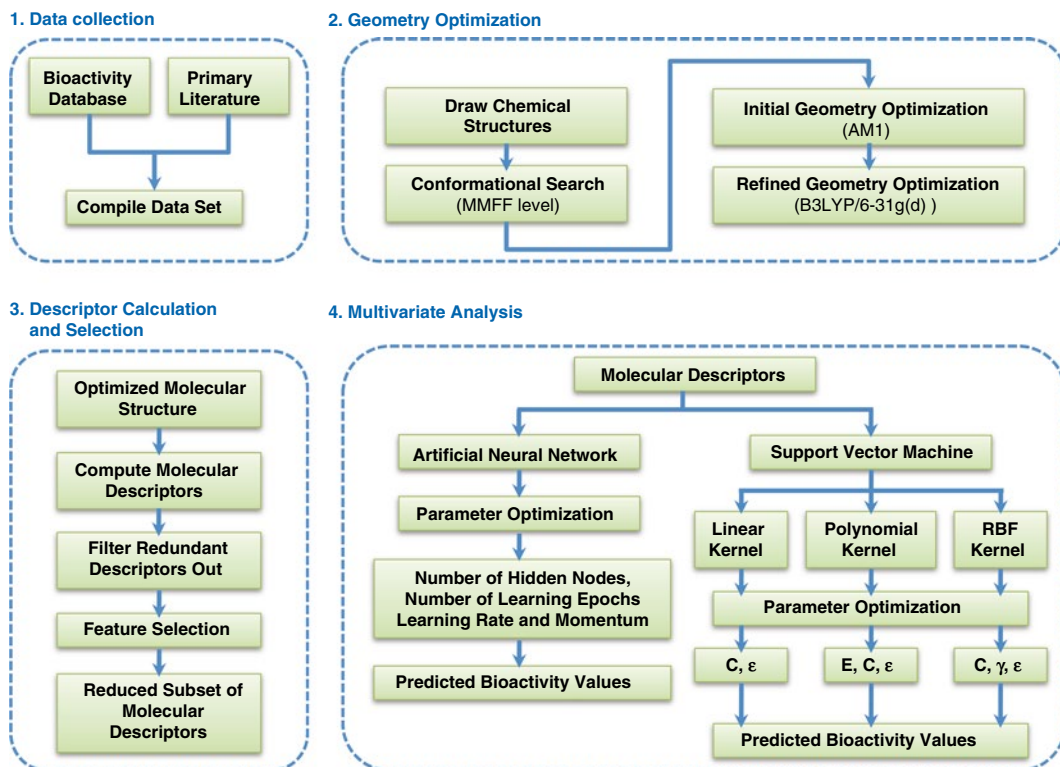 1. Data collection
Bioactivity
Database
Primary
Literature
Compile Data Set
2. Geometry Optimization
Draw Chemical
Structures
Conformational Search
(MMFF level)
Initial Geometry Optimization
(AM1)
Refined Geometry Optimization
(B3LYP/6-31g(d) )
3. Descriptor Calculation
and Selection
Optimized Molecular
Structure
Compute Molecular
Descriptors
Filter Redundant
Descriptors Out
Feature Selection
Reduced Subset of
Molecular
Descriptors
4. Multivariate Analysis
Molecular Descriptors
Artificial Neural Network
Parameter Optimization
Number of Hidden Nodes,
Number of Learning Epochs
Learning Rate and Momentum
Predicted Bioactivity Values
Support Vector Machine
Linear
Kernel
Polynomial
Kernel
RBF
Kernel
Parameter Optimization
C, ε
E, C, ε
C, γ, ε
Predicted Bioactivity Values